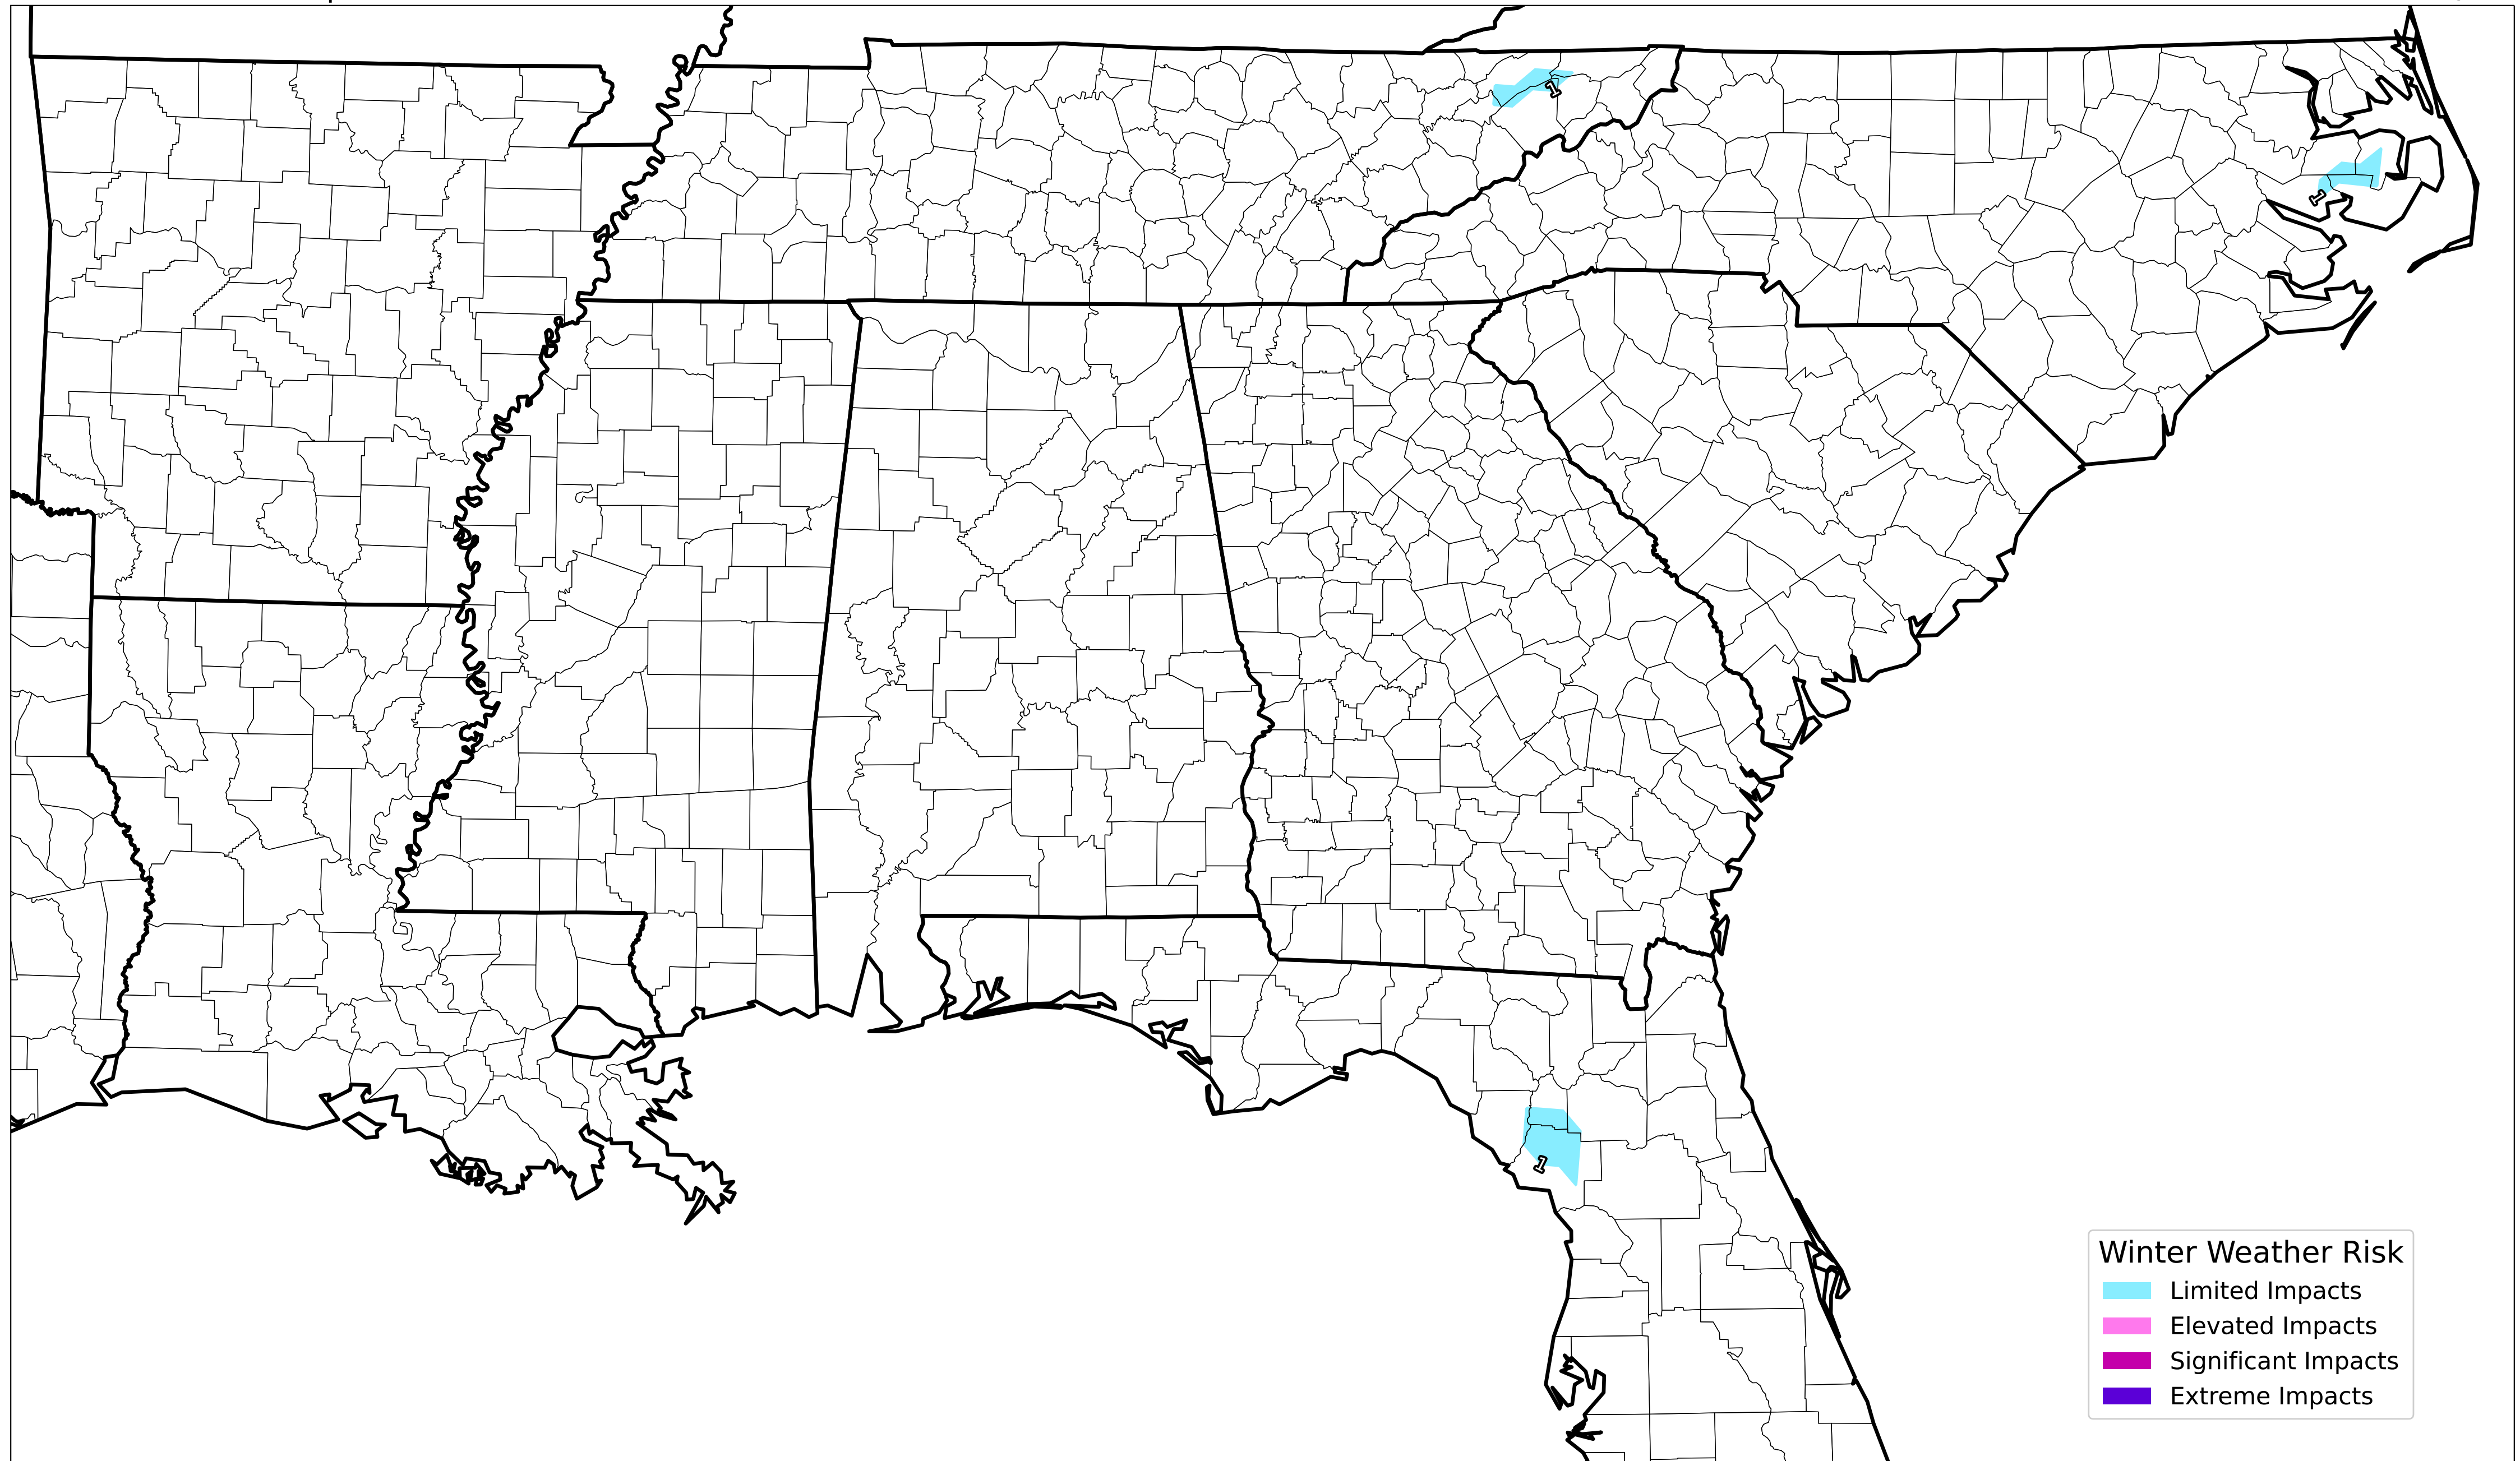 1
1
1
Winter Weather Risk
Limited Impacts
Elevated Impacts
Significant Impacts
Extreme Impacts